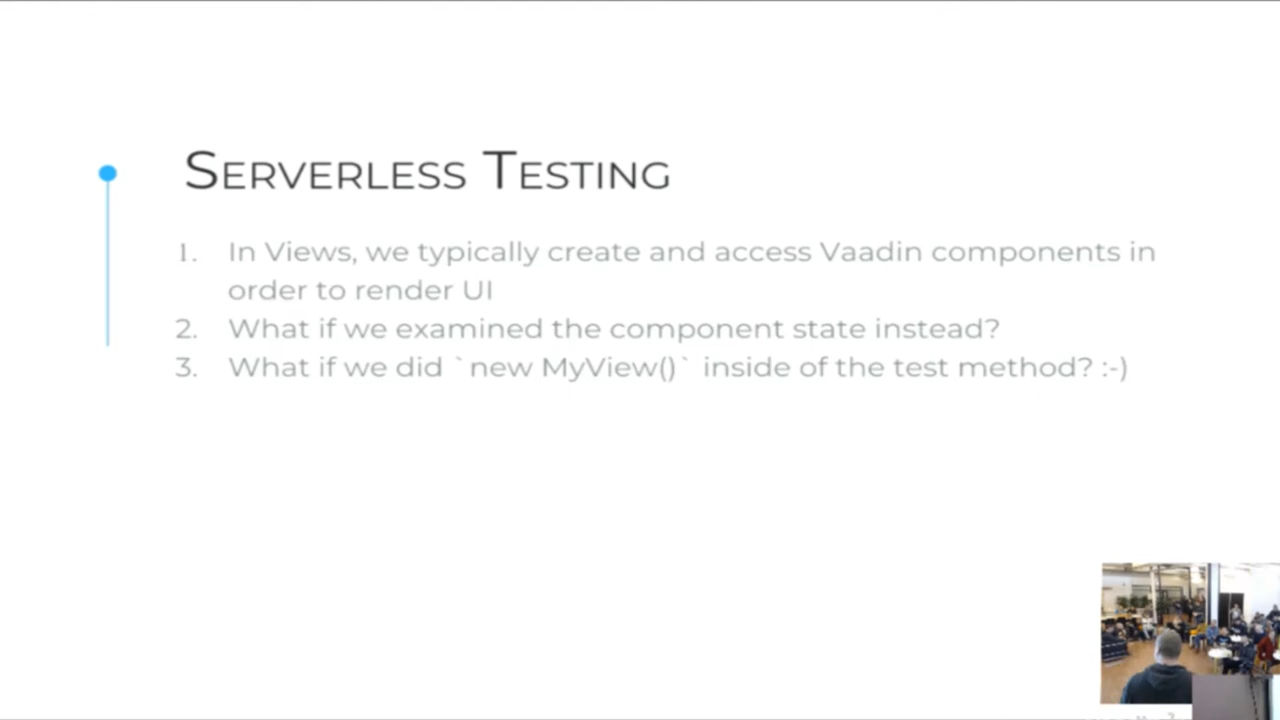 Serverless Testing
1. In Views, we typically create and access Vaadin components in
order to render UI
2. What if we examined the component state instead?
3. What if we did `new MyView()` inside of the test method? :-)